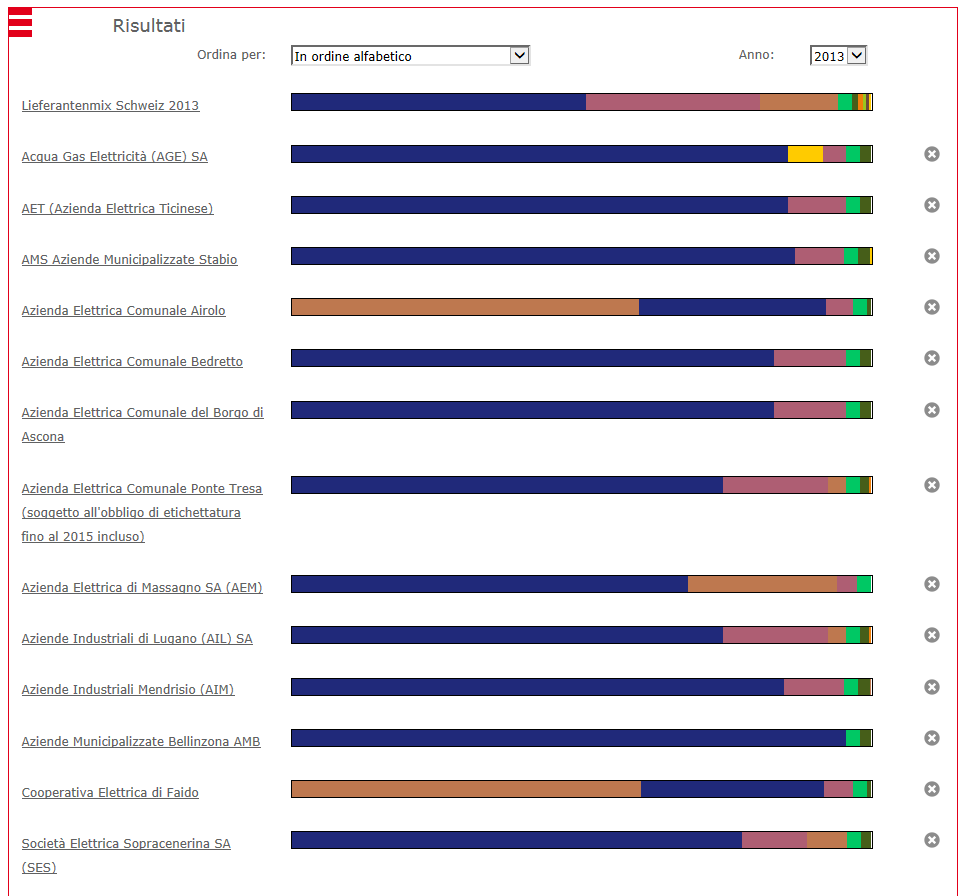 Risultati
Ordina per: In ordine alfabetico Anno: 2013
Lieferantenmix Schweiz 2013
Acqua Gas Elettricità (AGE) SA
AET (Azienda Elettrica Ticinese)
AMS Aziende Municipalizzate Stabio
Azienda Elettrica Comunale Airolo
Azienda Elettrica Comunale Bedretto
Azienda Elettrica Comunale del Borgo di
Ascona
Azienda Elettrica Comunale Ponte Tresa
(soggetto all'obbligo di etichettatura
fino al 2015 incluso)
Azienda Elettrica di Massagno SA (AEM)
Aziende Industriali di Lugano (AIL) SA
Aziende Industriali Mendrisio (AIM)
Aziende Municipalizzate Bellinzona AMB
Cooperativa Elettrica di Faido
Società Elettrica Sopracenerina SA
(SES)